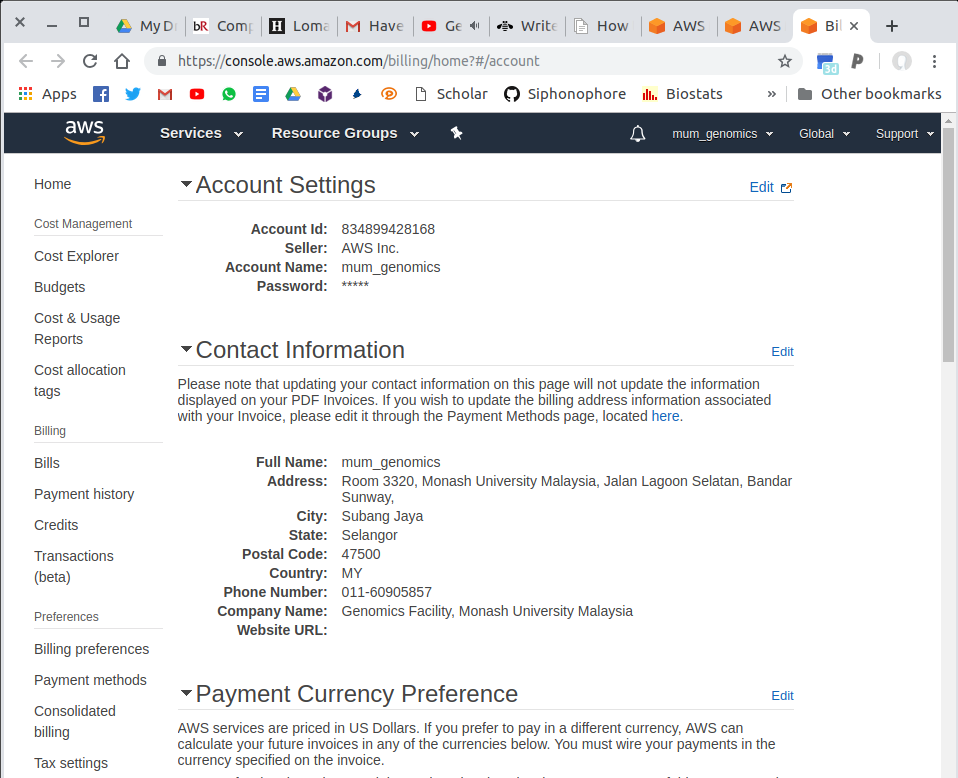 My Dr
bR Comp
H Loma
Have
Ge
Write
How
AWS
AWS
Bil
https://console.aws.amazon.com/billing/home?#/account
3d
Apps
Scholar
Siphonophore
Biostats
»
Other bookmarks
aws
Services
Resource Groups
mum_genomics
Global
Support
Home
Cost Management
Cost Explorer
Budgets
Cost & Usage
Reports
Cost allocation
tags
Billing
Bills
Payment history
Credits
Transactions
(beta)
Preferences
Billing preferences
Payment methods
Consolidated
billing
Tax settings
Account Settings
Edit
Account Id: 834899428168
Seller: AWS Inc.
Account Name: mum_genomics
Password: *****
Contact Information
Edit
Please note that updating your contact information on this page will not update the information
displayed on your PDF Invoices. If you wish to update the billing address information associated
with your Invoice, please edit it through the Payment Methods page, located here.
Full Name: mum_genomics
Address: Room 3320, Monash University Malaysia, Jalan Lagoon Selatan, Bandar
Sunway,
City: Subang Jaya
State: Selangor
Postal Code: 47500
Country: MY
Phone Number: 011-60905857
Company Name: Genomics Facility, Monash University Malaysia
Website URL:
Payment Currency Preference
Edit
AWS services are priced in US Dollars. If you prefer to pay in a different currency, AWS can
calculate your future invoices in any of the currencies below. You must wire your payments in the
currency specified on the invoice.